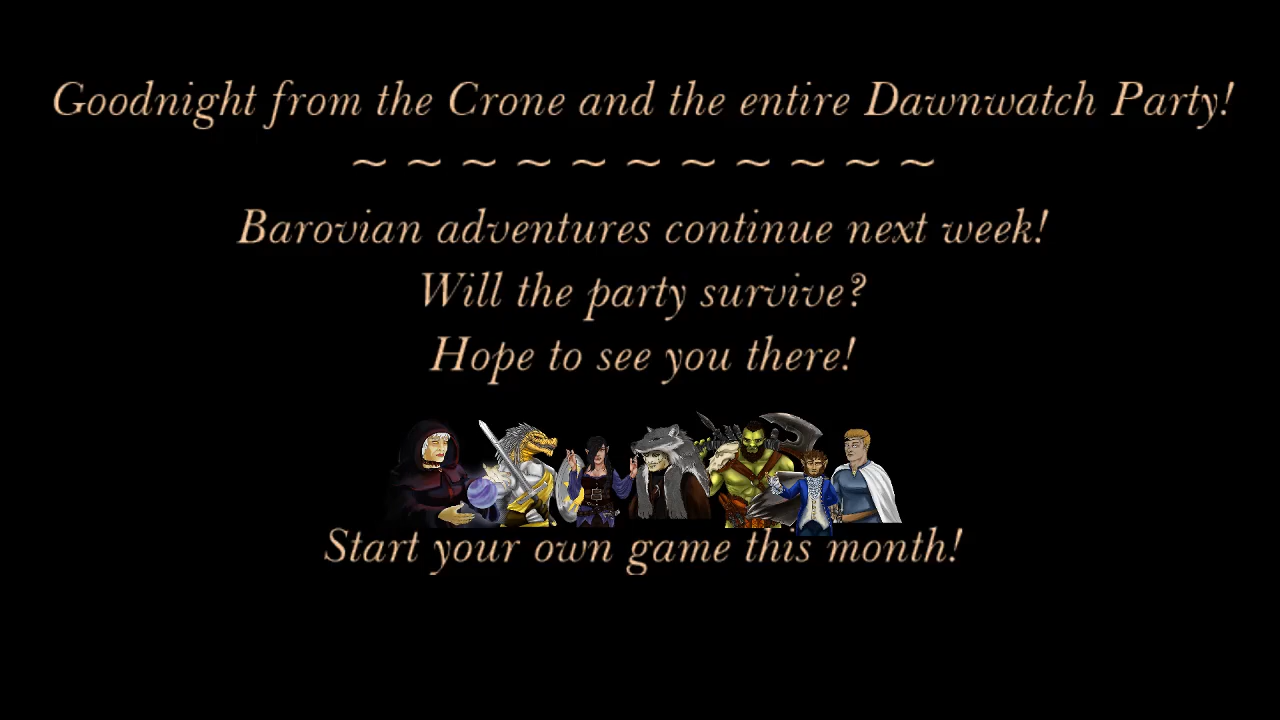 Goodnight from the Crone and the entire Dawnwatch Party!
~ ~ ~ ~ ~ ~ ~ ~ ~ ~ ~
Barovian adventures continue next week!
Will the party survive?
Hope to see you there!
Start your own game this month!